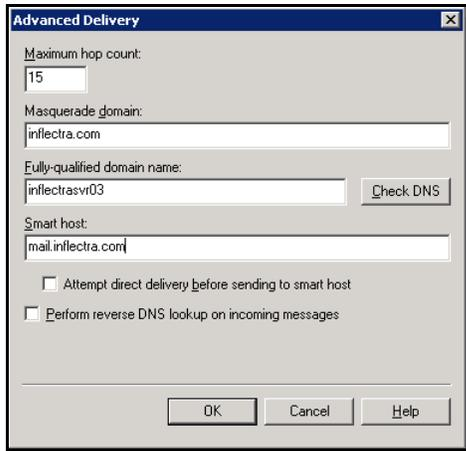 Advanced Delivery
Maximum hop count:
15
Masquerade domain:
inflectra.com
Fully-qualified domain name:
inflectrasvr03
Check DNS
Smart host:
mail.inflectra.com
Attempt direct delivery before sending to smart host
Perform reverse DNS lookup on incoming messages
OK
Cancel
Help